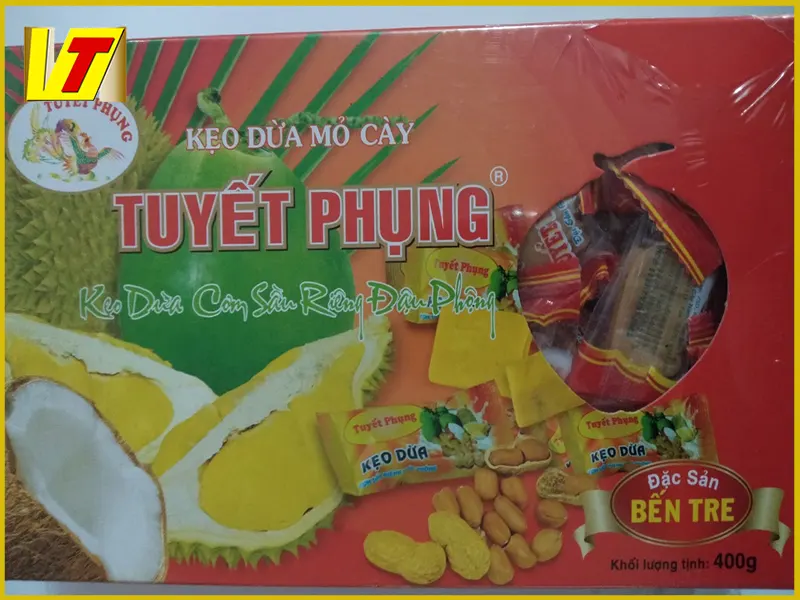 VT
TUYẾT PHỤNG
KẸO DỪA MỎ CÀY
TUYẾT PHỤNG®
Kẹo Dừa Cơm Sầu Riêng Đậu Phộng
Tuyết Phụng
Tuyết Phụng
KẸO DỪA
Tuyết Phụng
KẸO DỪA
Đặc Sản
BẾN TRE
Khối lượng tịnh: 400g